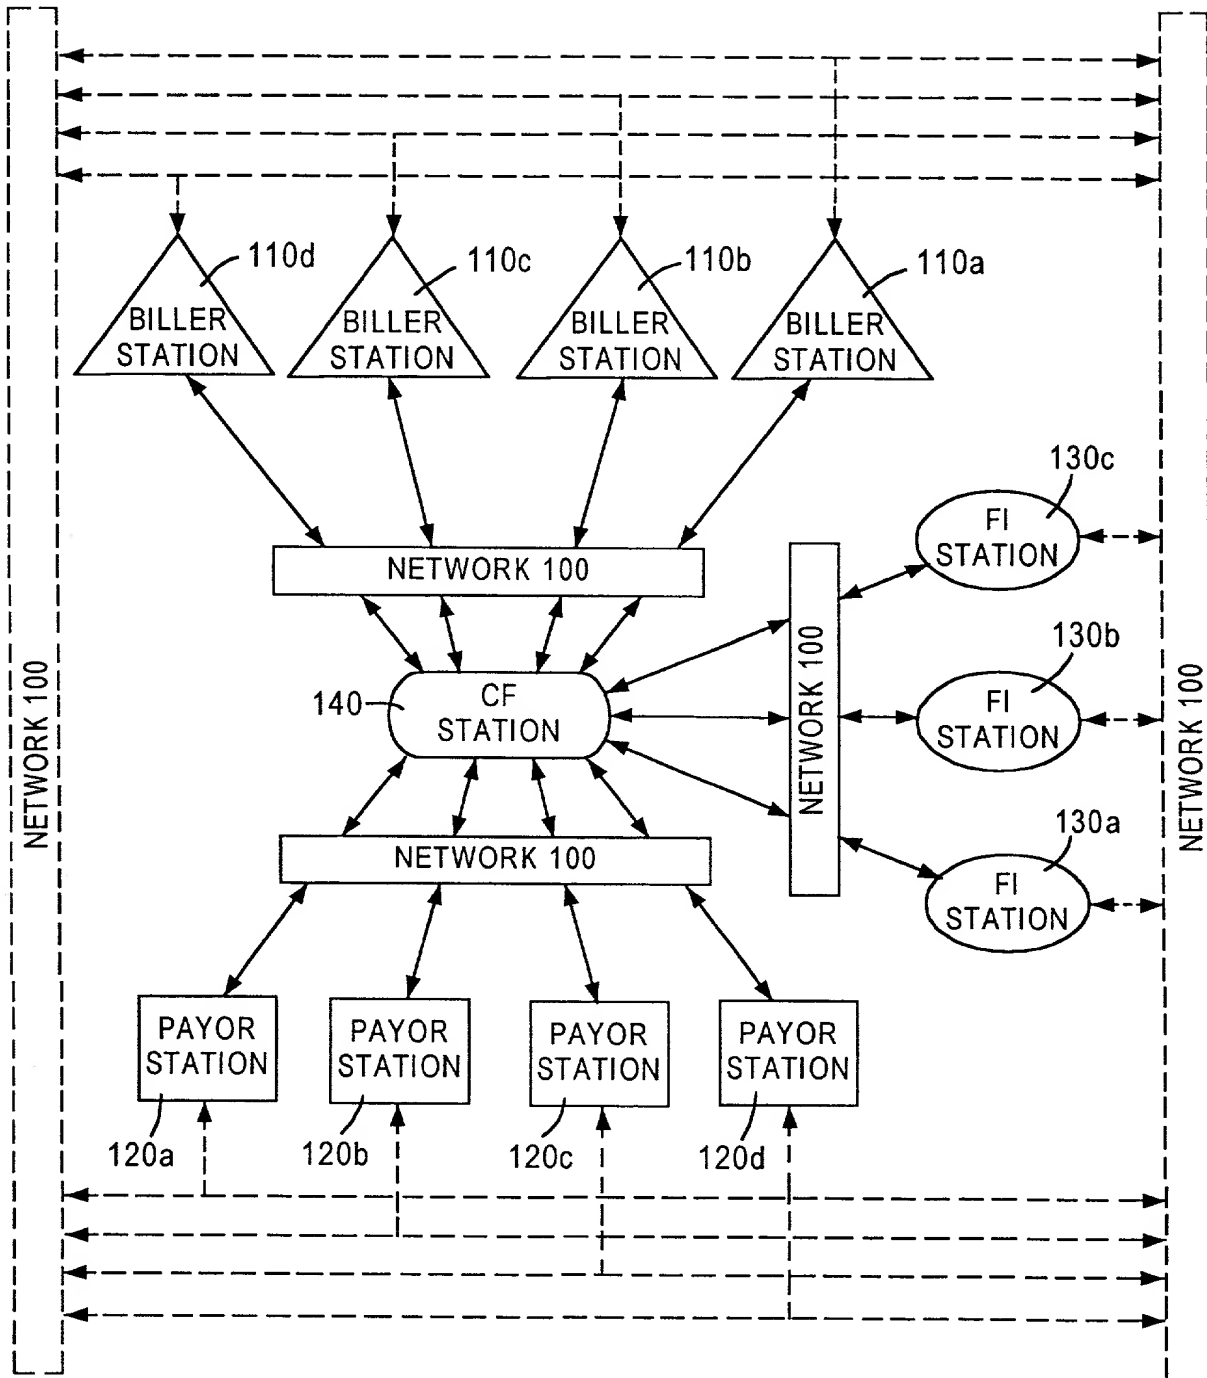 110d
110c
110b
110a
BILLER
STATION
BILLER
STATION
BILLER
STATION
BILLER
STATION
130c
FI
STATION
NETWORK 100
NETWORK 100
130b
FI
STATION
140
CF
STATION
NETWORK 100
NETWORK 100
NETWORK 100
130a
FI
STATION
NETWORK 100
PAYOR
STATION
PAYOR
STATION
PAYOR
STATION
PAYOR
STATION
120a
120b
120c
120d